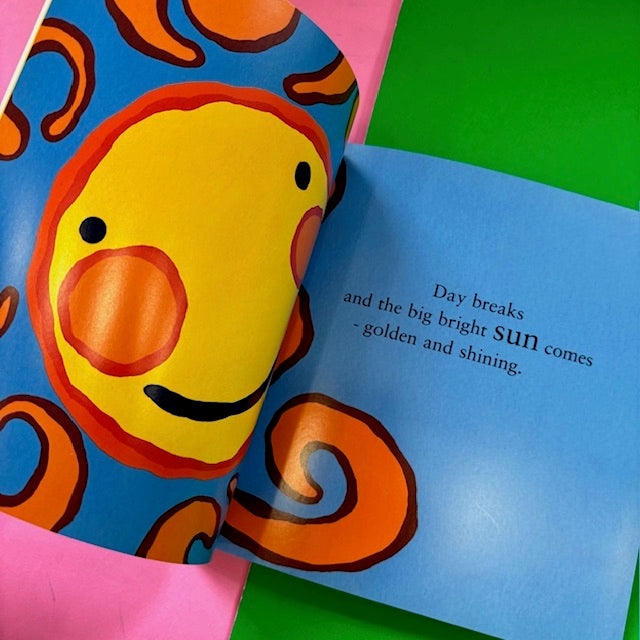 Day breaks
and the big bright sun comes
- golden and shining.